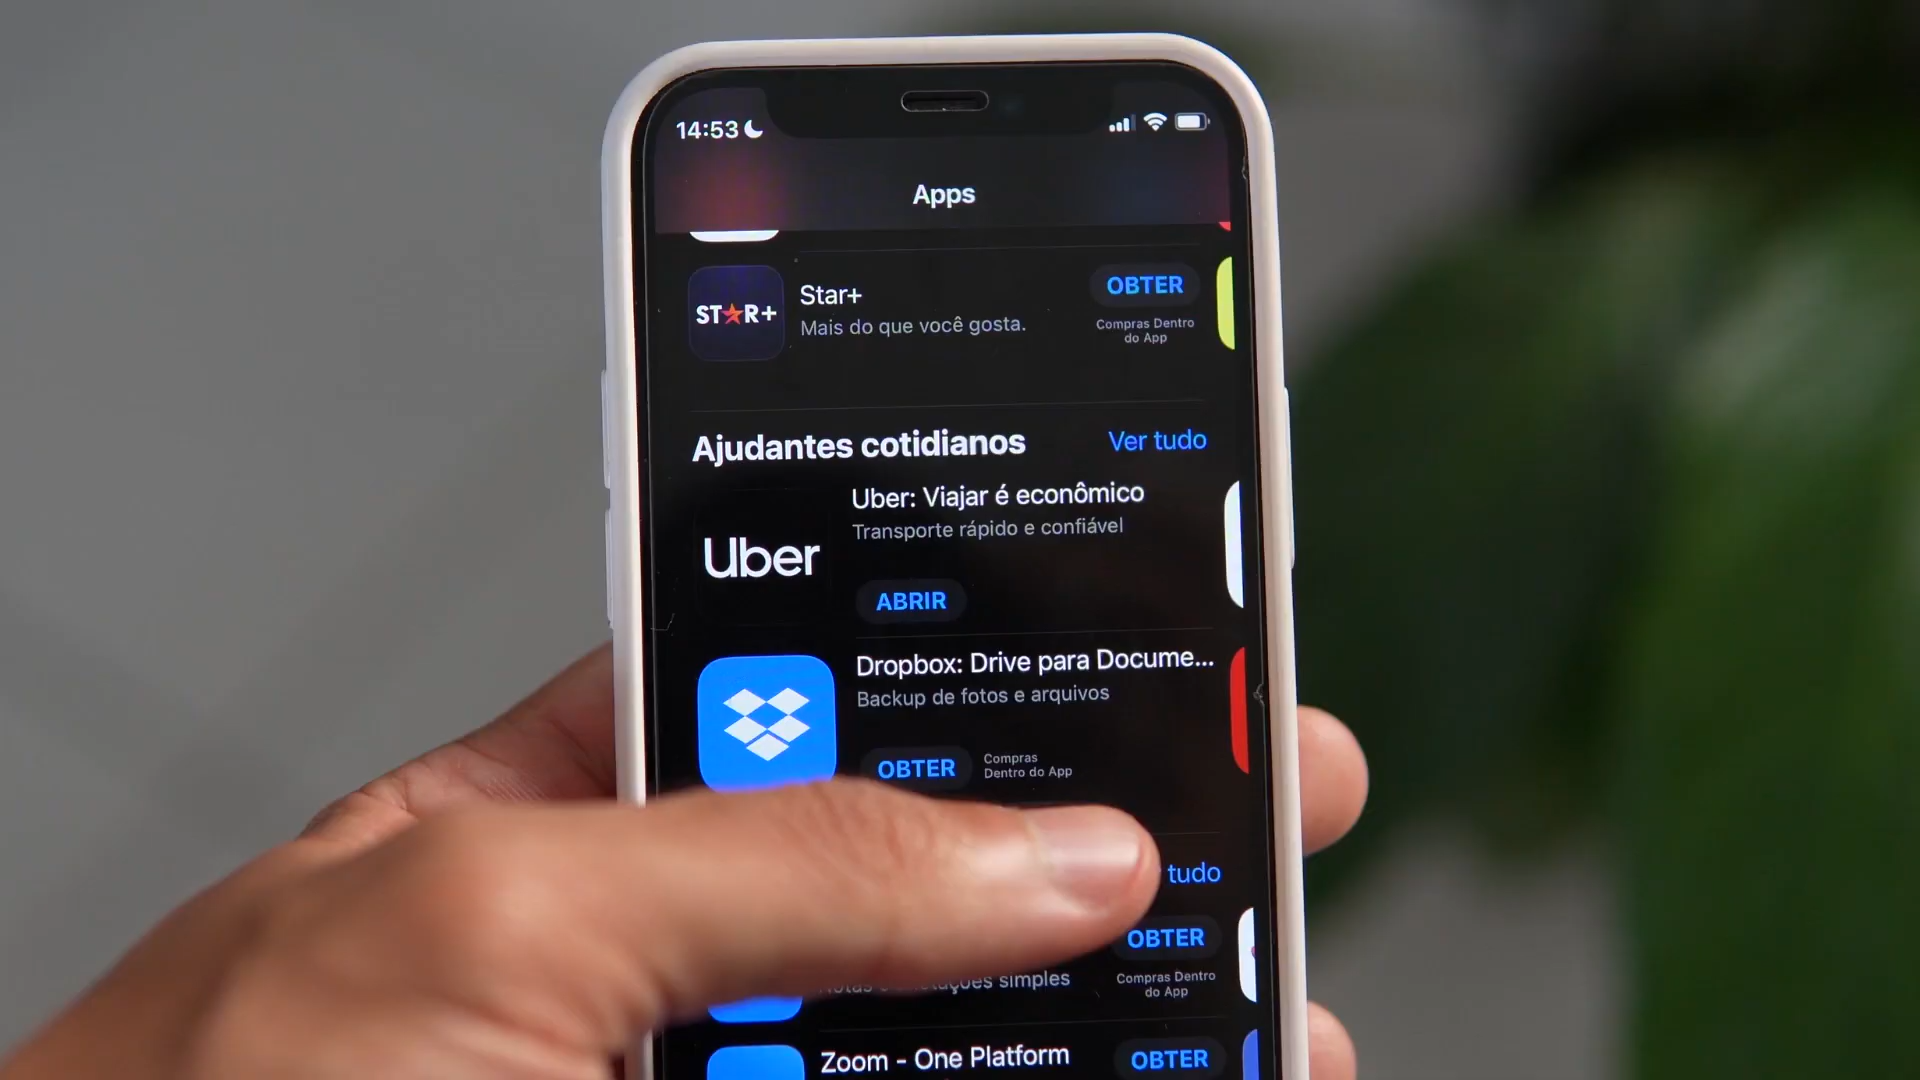 14:53
Apps
STAR+
Star+
Mais do que você gosta.
OBTER
Compras Dentro
do App
Ajudantes cotidianos
Ver tudo
Uber
Uber: Viajar é econômico
Transporte rápido e confiável
ABRIR
Dropbox: Drive para Docume...
Backup de fotos e arquivos
OBTER
Compras
Dentro do App
tudo
OBTER
simples
Compras Dentro
do App
Zoom - One Platform
OBTER